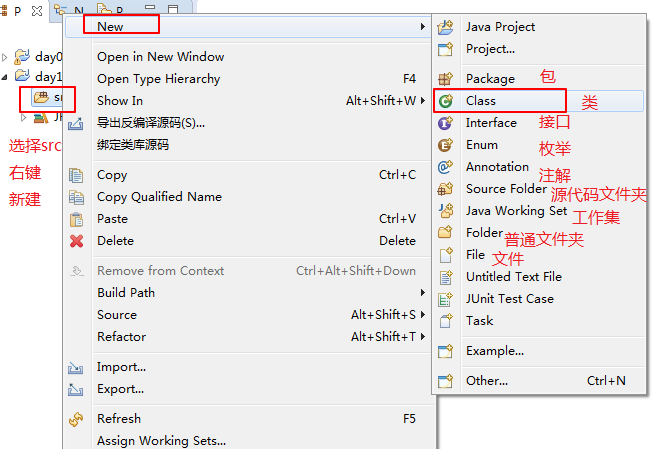 P
N
P
day0
day1
选择src
右键
新建
New
Open in New Window
Open Type Hierarchy F4
Show In Alt+Shift+W
导出反编译源码(S)...
绑定类库源码
Copy Ctrl+C
Copy Qualified Name
Paste Ctrl+V
Delete Delete
Remove from Context Ctrl+Alt+Shift+Down
Build Path
Source Alt+Shift+S
Refactor Alt+Shift+T
Import...
Export...
Refresh F5
Assign Working Sets...
Java Project
Project...
Package 包
Class 类
Interface 接口
Enum 枚举
Annotation 注解
Source Folder 源代码文件夹
Java Working Set 工作集
Folder 普通文件夹
File 文件
Untitled Text File
JUnit Test Case
Task
Example...
Other... Ctrl+N